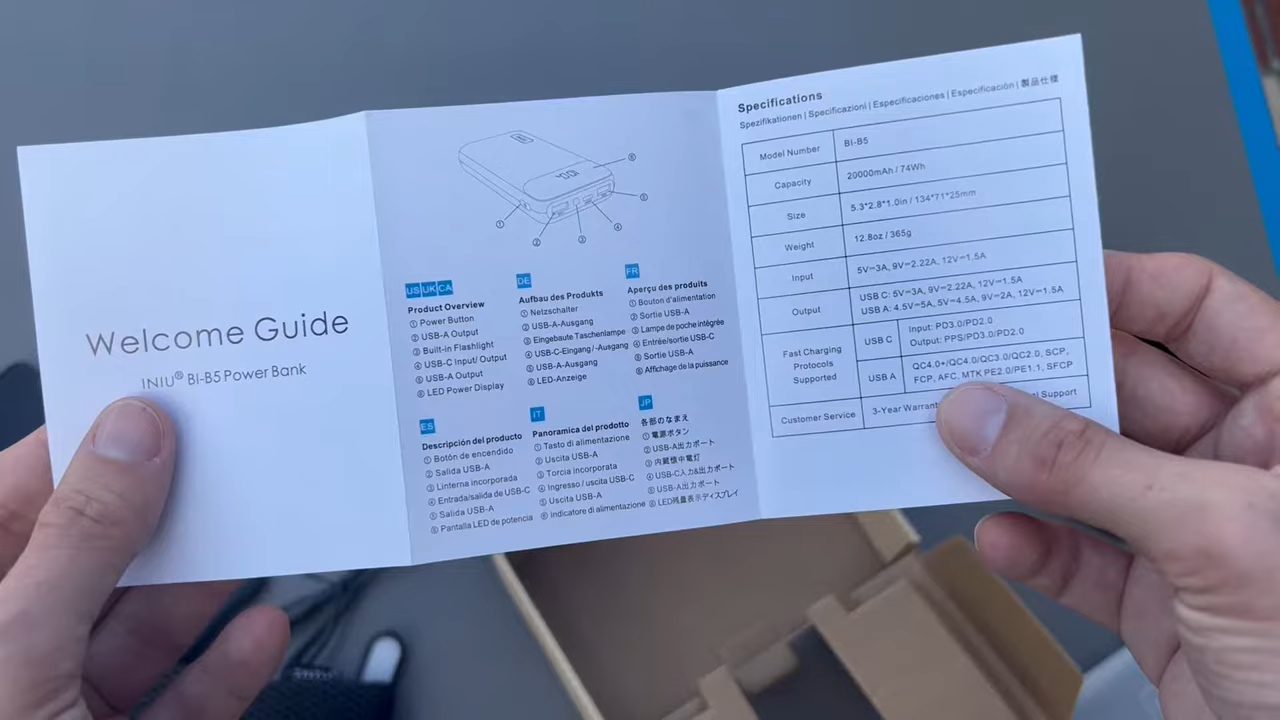 Welcome Guide
INIU® BI-B5 Power Bank
①
②
③
④
⑤
⑥
US UK CA
Product Overview
① Power Button
② USB-A Output
③ Built-in Flashlight
④ USB-C Input/ Output
⑤ USB-A Output
⑥ LED Power Display
DE
Aufbau des Produkts
① Netzschalter
② USB-A-Ausgang
③ Eingebaute Taschenlampe
④ USB-C-Eingang /-Ausgang
⑤ USB-A-Ausgang
⑥ LED-Anzeige
FR
Aperçu des produits
① Bouton d'alimentation
② Sortie USB-A
③ Lampe de poche intégrée
④ Entrée/sortie USB-C
⑤ Sortie USB-A
⑥ Affichage de la puissance
ES
Descripción del producto
① Botón de encendido
② Salida USB-A
③ Linterna incorporada
④ Entrada/salida de USB-C
⑤ Salida USB-A
⑥ Pantalla LED de potencia
IT
Panoramica del prodotto
① Tasto di alimentazione
② Uscita USB-A
③ Torcia incorporata
④ Ingresso / uscita USB-C
⑤ Uscita USB-A
⑥ Indicatore di alimentazione
JP
各部のなまえ
① 電源ボタン
② USB-A出力ポート
③ 内蔵懐中電灯
④ USB-C入力&出力ポート
⑤ USB-A出力ポート
⑥ LED残量表示ディスプレイ
Specifications
Spezifikationen | Specificazioni | Especificaciones | Especificación | 製品仕様
Model Number BI-B5
Capacity 20000mAh / 74Wh
Size 5.3*2.8*1.0in / 134*71*25mm
Weight 12.8oz / 365g
Input 5V⎓3A, 9V⎓2.22A, 12V⎓1.5A
Output USB C: 5V⎓3A, 9V⎓2.22A, 12V⎓1.5A
USB A: 4.5V⎓5A, 5V⎓4.5A, 9V⎓2A, 12V⎓1.5A
Fast Charging Protocols Supported
USB C Input: PD3.0/PD2.0
Output: PPS/PD3.0/PD2.0
USB A QC4.0+/QC4.0/QC3.0/QC2.0, SCP,
FCP, AFC, MTK PE2.0/PE1.1, SFCP
Customer Service 3-Year Support